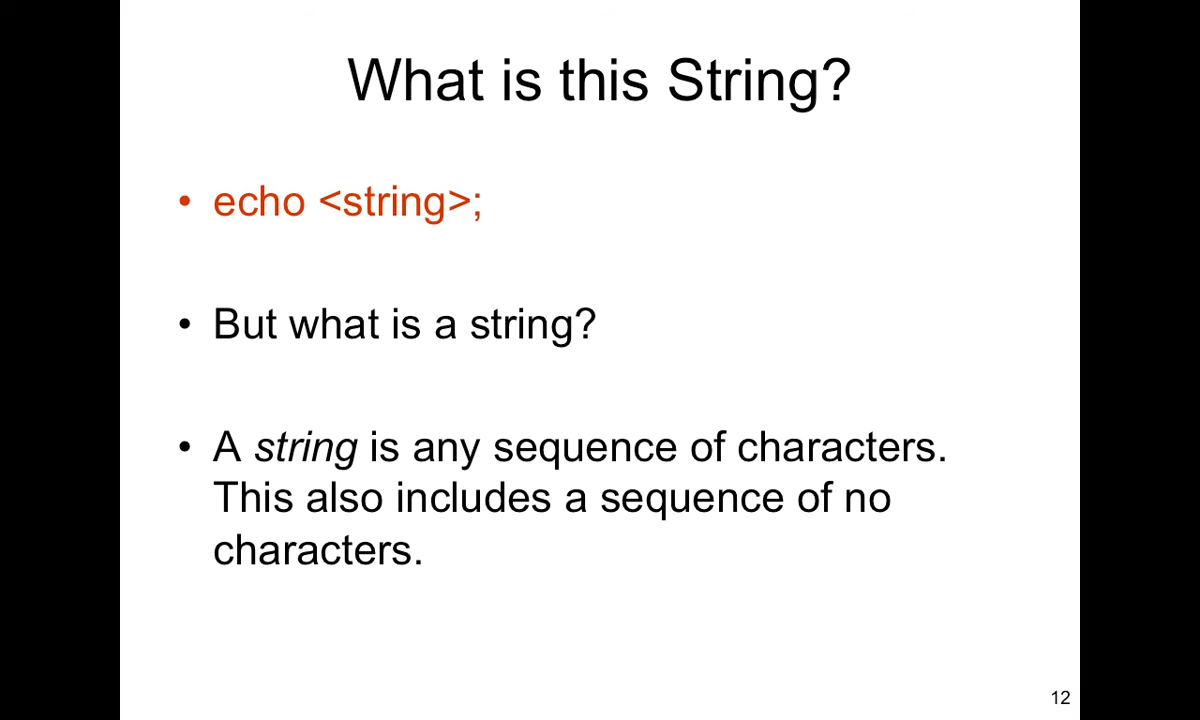 What is this String?
• echo <string>;
• But what is a string?
• A string is any sequence of characters.
This also includes a sequence of no
characters.
12